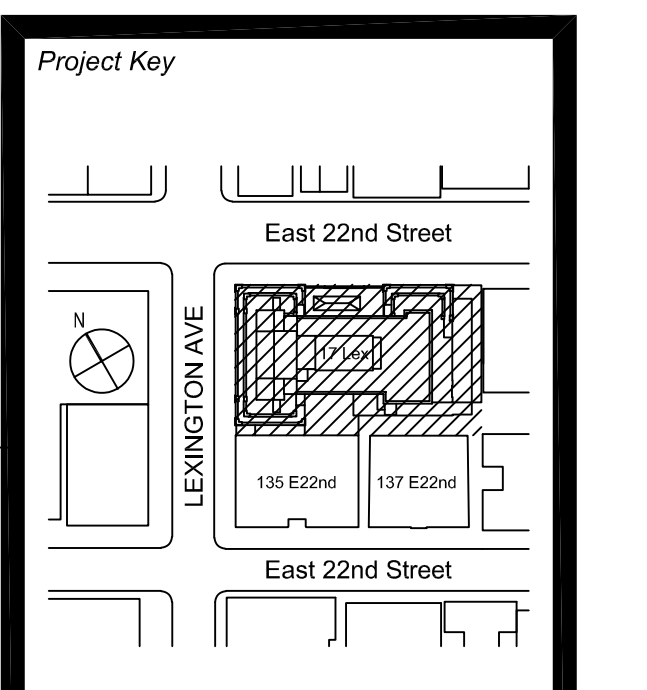 Project Key
East 22nd Street
N
LEXINGTON AVE
17 Lex
135 E22nd
137 E22nd
East 22nd Street